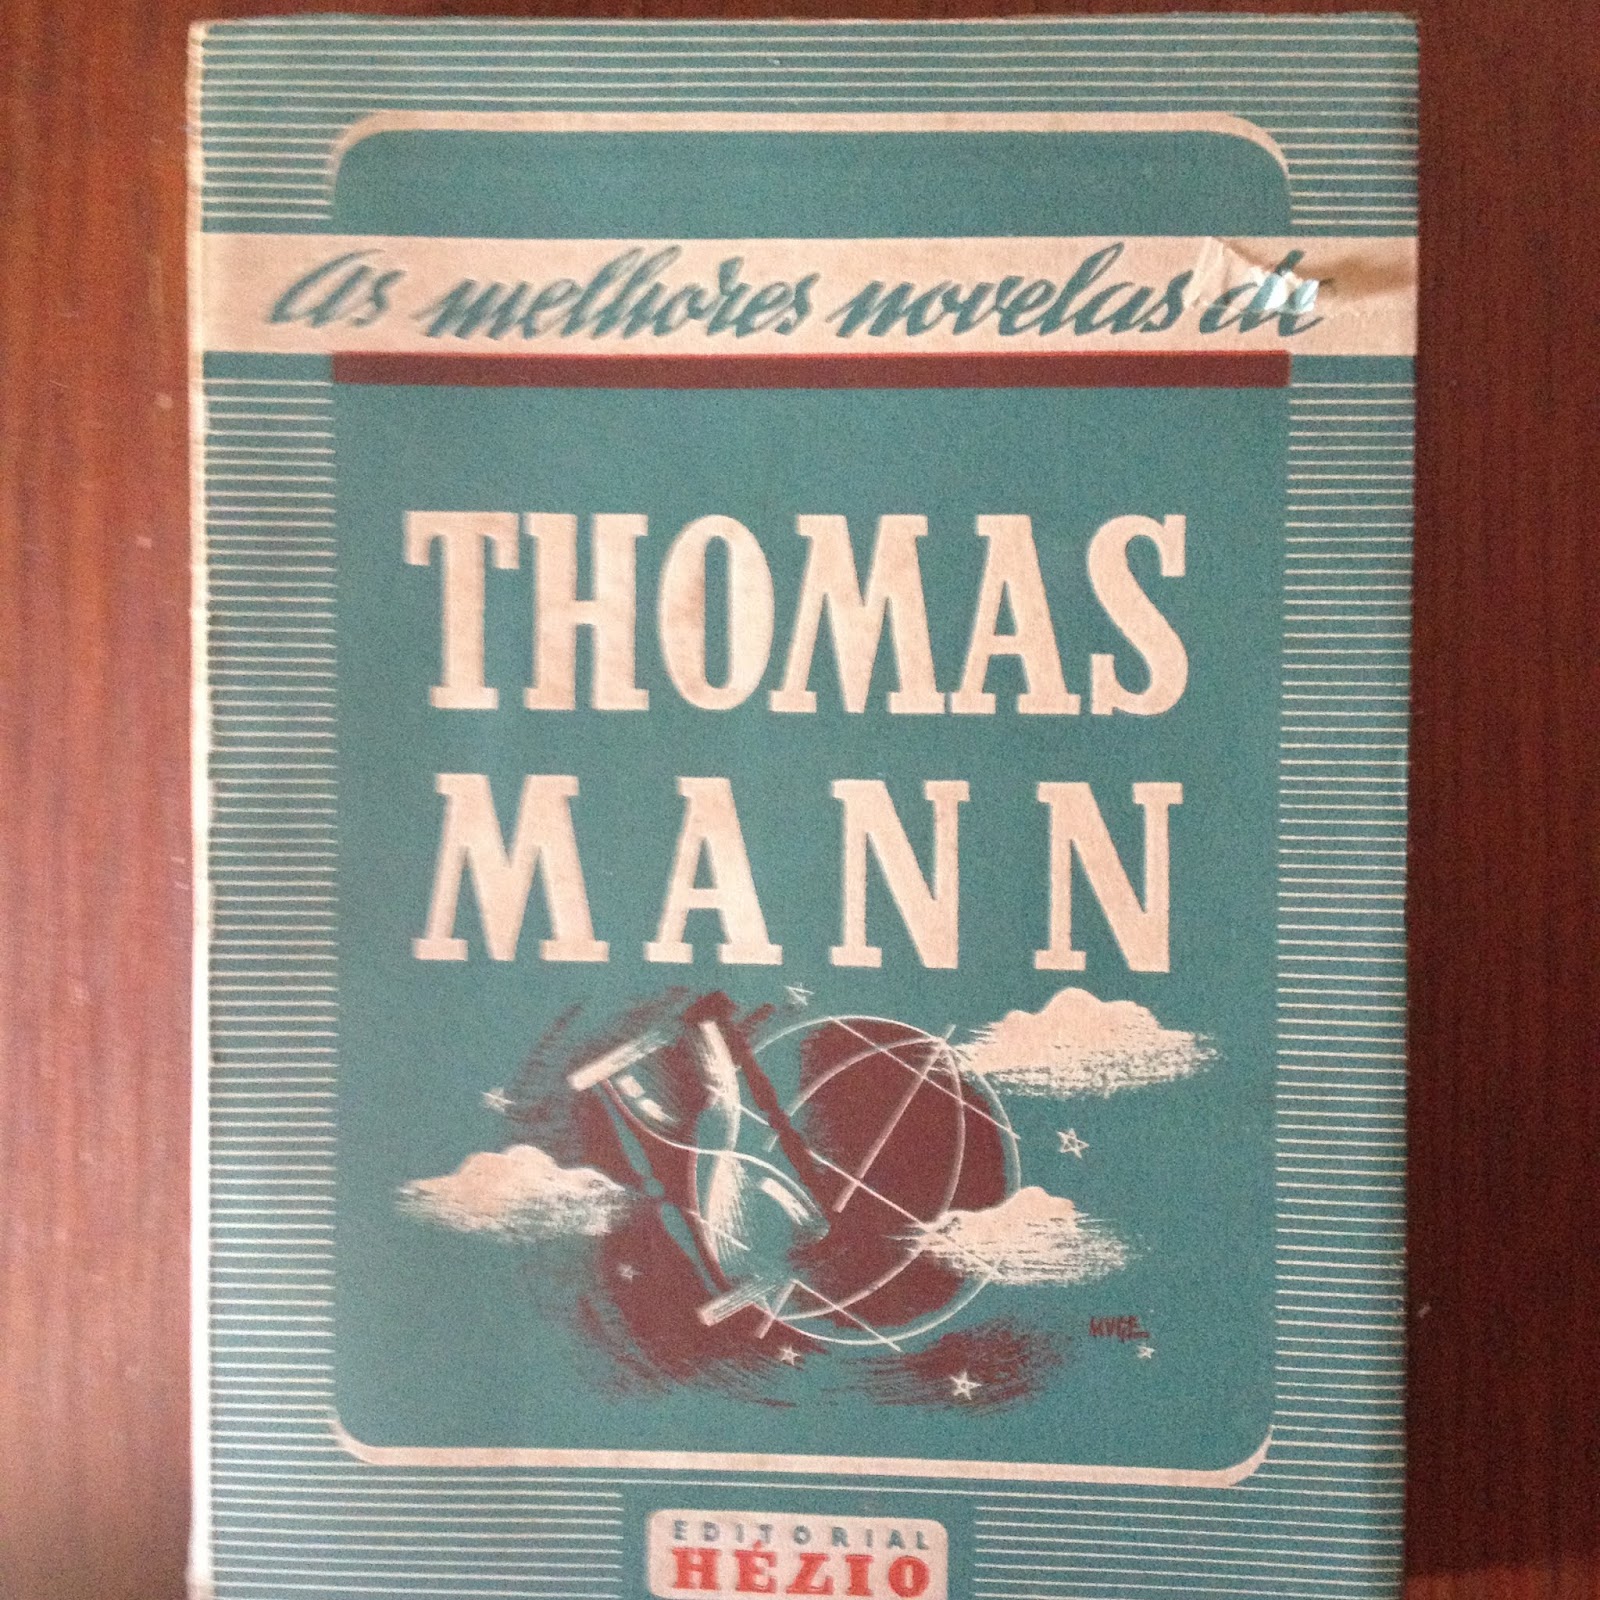 As melhores novelas de
THOMAS
MANN
EDITORIAL
HÉLIO